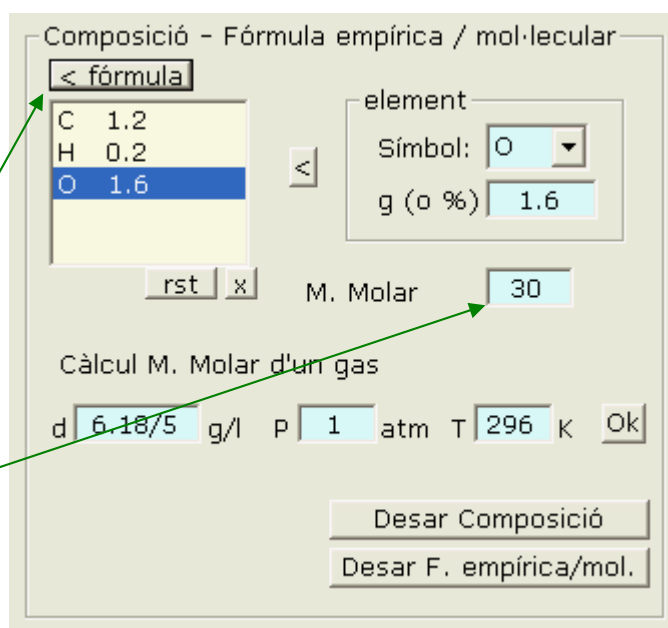 Composició - Fórmula empírica / mol·lecular
< fórmula
C 1.2
H 0.2
O 1.6
<
element
Símbol: O
g (o %) 1.6
rst x
M. Molar 30
Càlcul M. Molar d'un gas
d 6.18/5 g/l P 1 atm T 296 K Ok
Desar Composició
Desar F. empírica/mol.